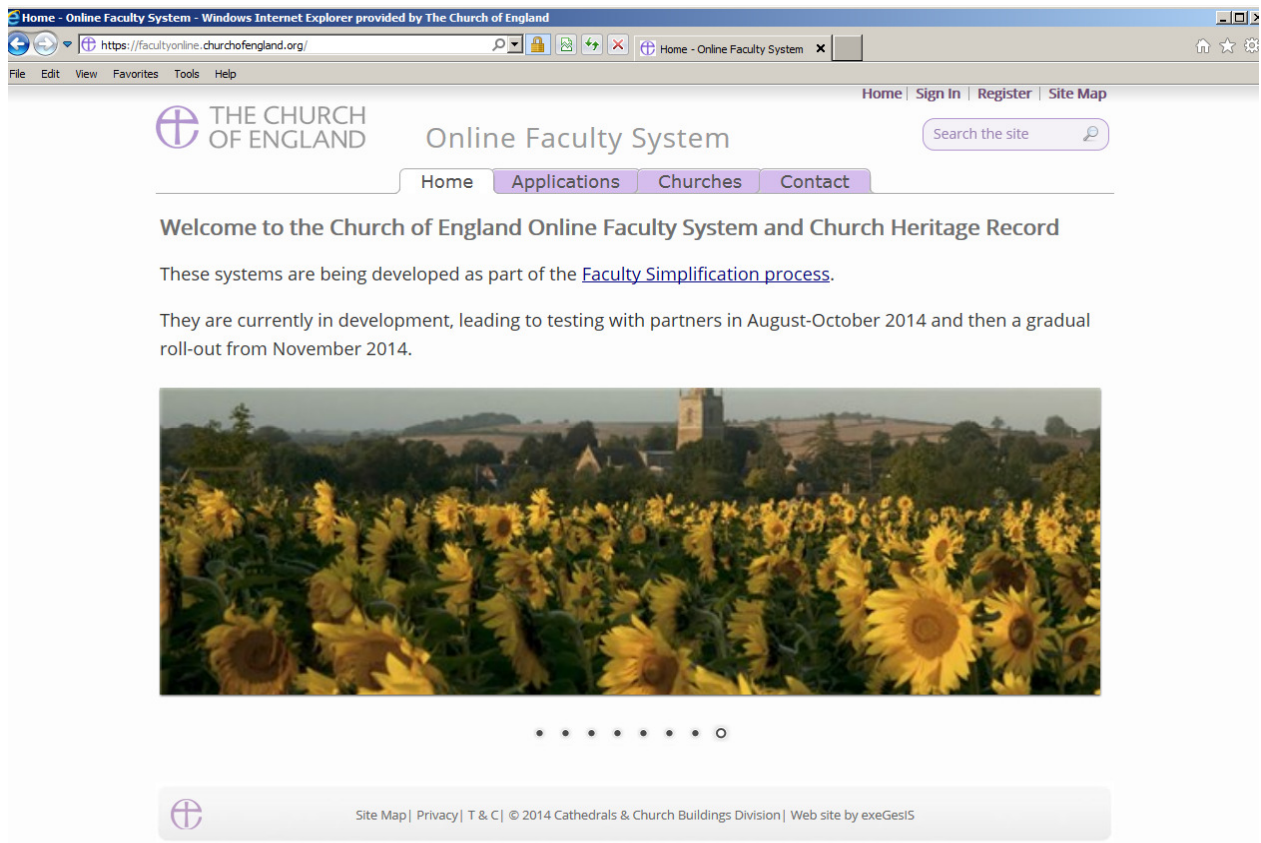 Home - Online Faculty System - Windows Internet Explorer provided by The Church of England
https://facultyonline.churchofengland.org/
Home - Online Faculty System
File Edit View Favorites Tools Help
Home | Sign In | Register | Site Map
THE CHURCH
OF ENGLAND
Online Faculty System
Search the site
Home Applications Churches Contact
Welcome to the Church of England Online Faculty System and Church Heritage Record
These systems are being developed as part of the Faculty Simplification process.
They are currently in development, leading to testing with partners in August-October 2014 and then a gradual
roll-out from November 2014.
Site Map| Privacy| T & C| © 2014 Cathedrals & Church Buildings Division| Web site by exeGesIS